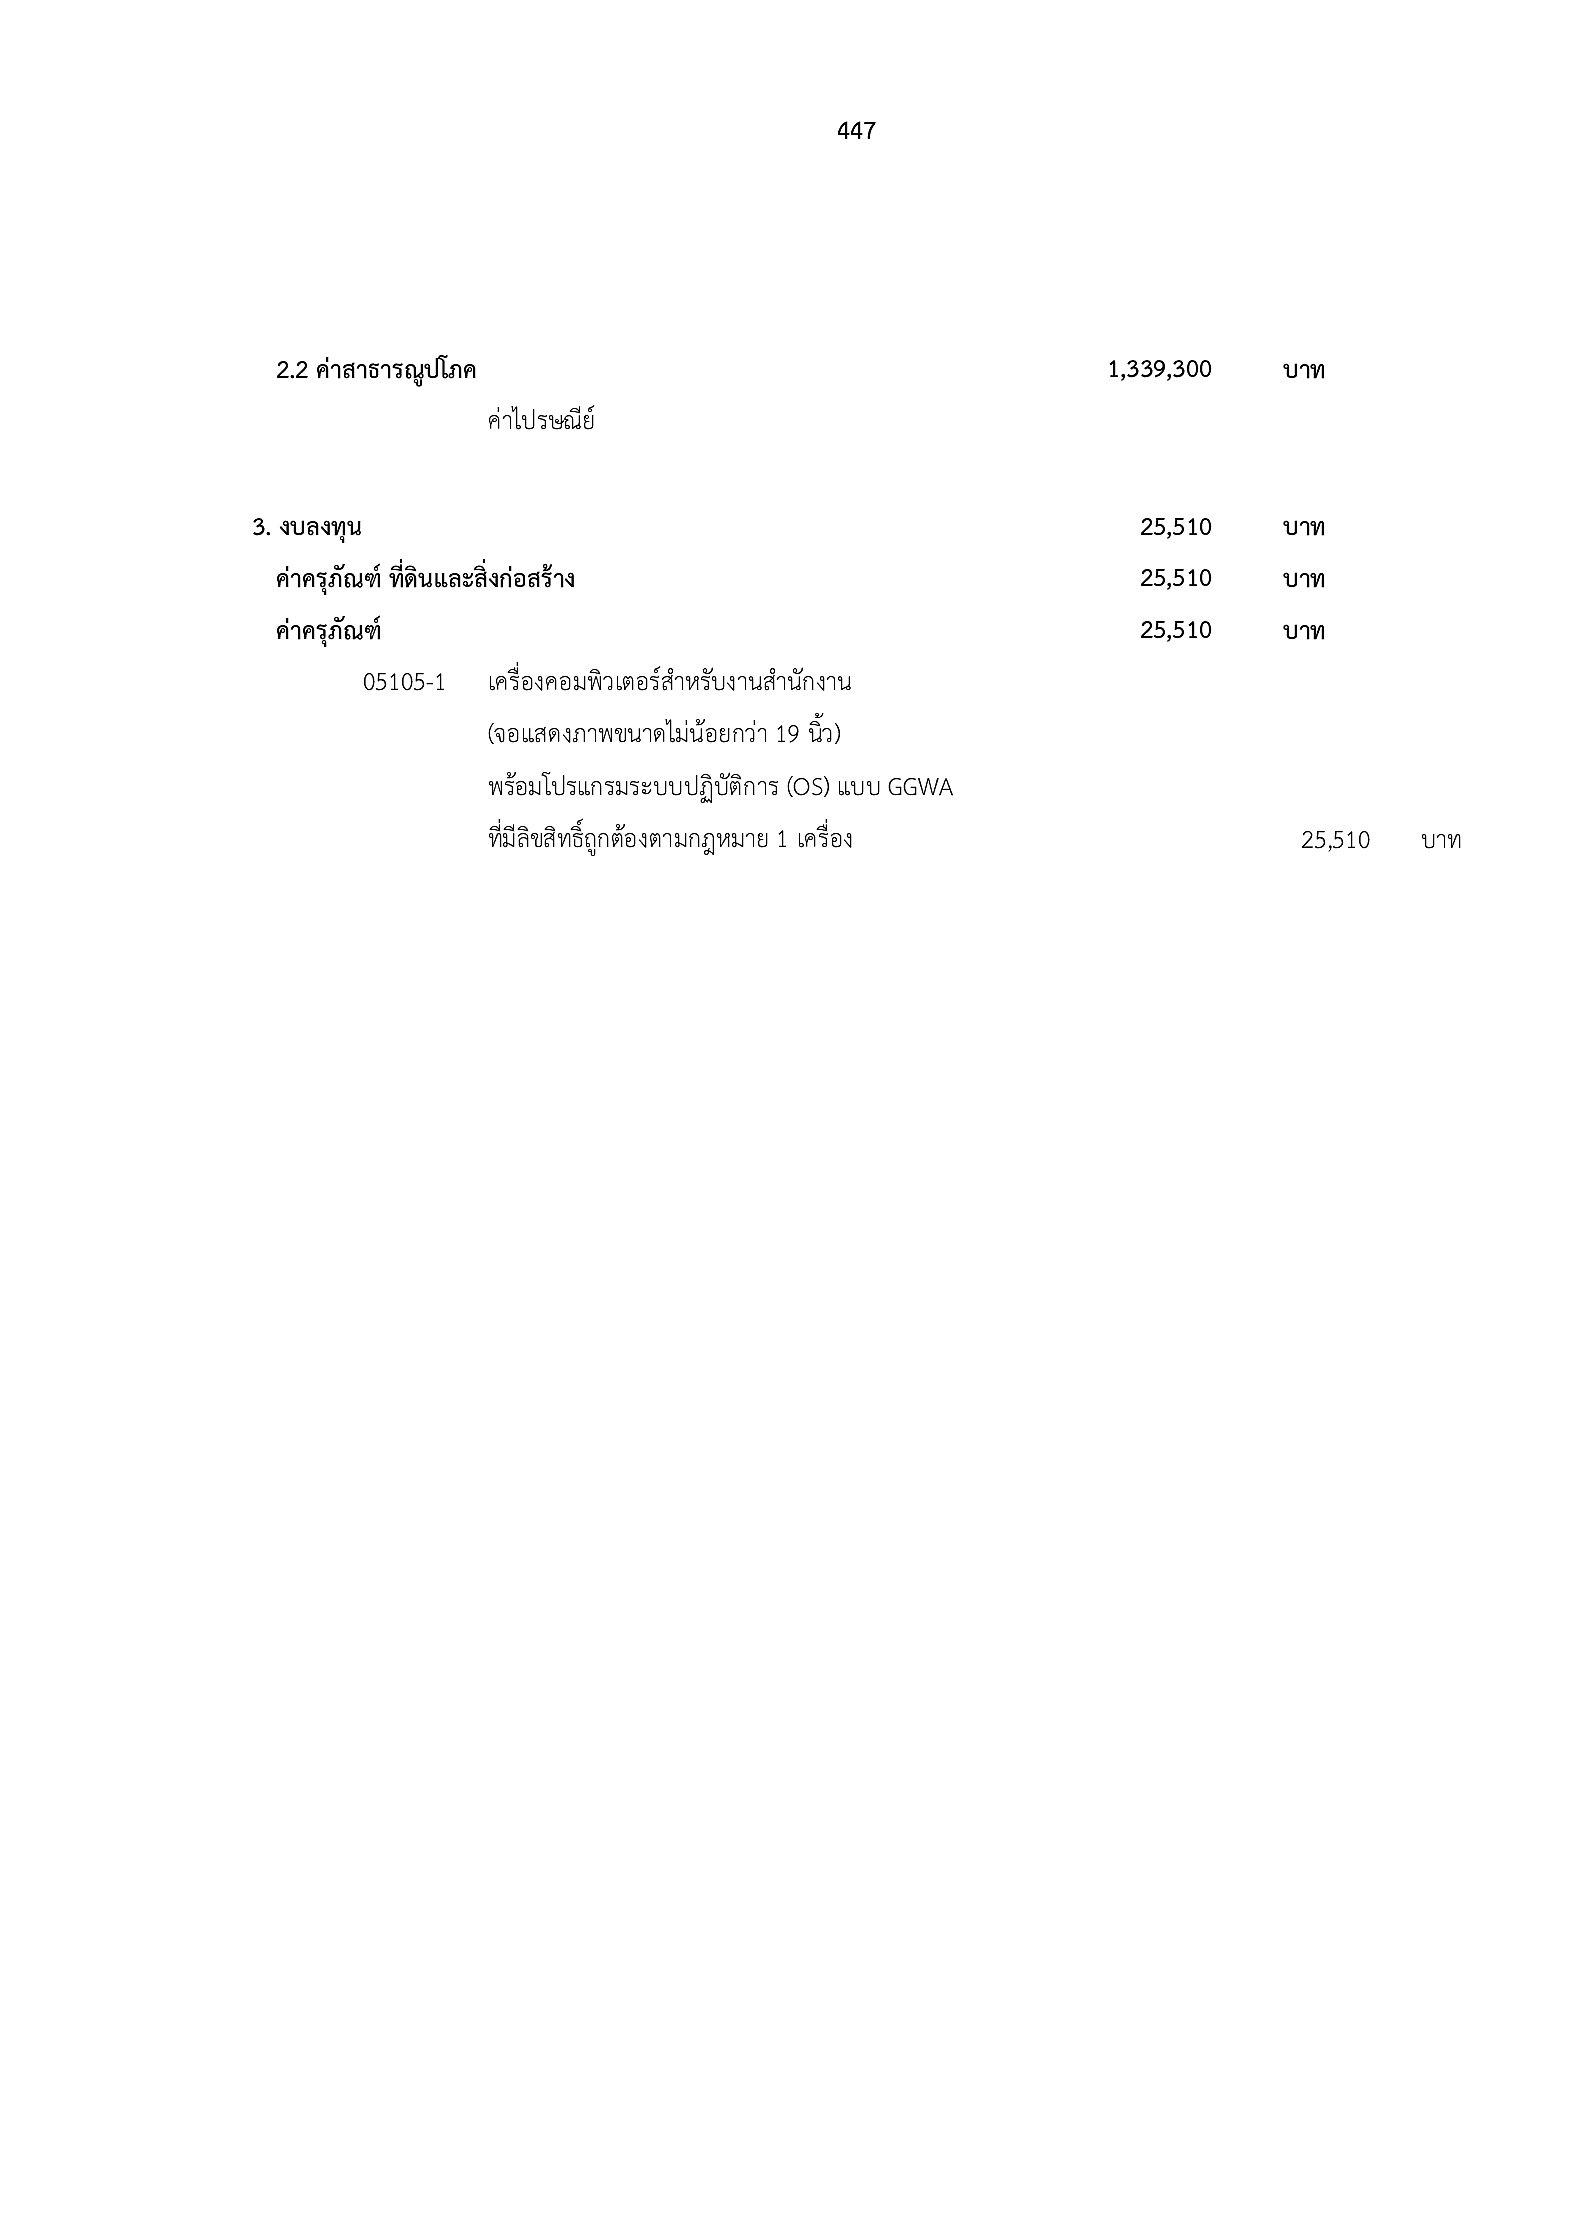 447
2.2 ค่าสาธารณูปโภค 1,339,300 บาท
ค่าไปรษณีย์
3. งบลงทุน 25,510 บาท
ค่าครุภัณฑ์ ที่ดินและสิ่งก่อสร้าง 25,510 บาท
ค่าครุภัณฑ์ 25,510 บาท
05105-1 เครื่องคอมพิวเตอร์สำหรับงานสำนักงาน
(จอแสดงภาพขนาดไม่น้อยกว่า 19 นิ้ว)
พร้อมโปรแกรมระบบปฏิบัติการ (OS) แบบ GGWA
ที่มีลิขสิทธิ์ถูกต้องตามกฎหมาย 1 เครื่อง 25,510 บาท